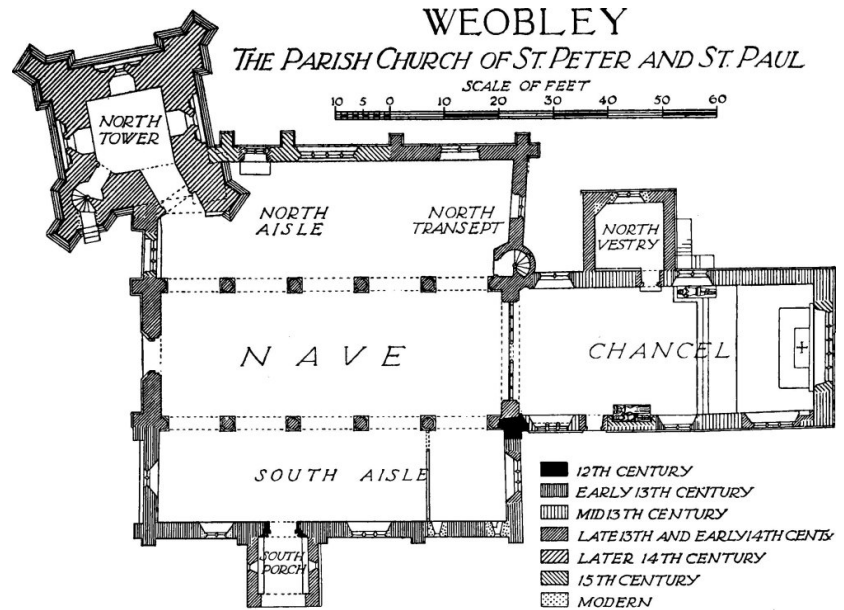 WEOBLEY
THE PARISH CHURCH OF ST. PETER AND ST. PAUL
SCALE OF FEET
10 5 0 10 20 30 40 50 60
NORTH
TOWER
NORTH
AISLE
NORTH
TRANSEPT
NORTH
VESTRY
NAVE
CHANCEL
SOUTH AISLE
SOUTH
PORCH
12TH CENTURY
EARLY 13TH CENTURY
MID 13TH CENTURY
LATE 13TH AND EARLY 14TH CENTS
LATER 14TH CENTURY
15TH CENTURY
MODERN